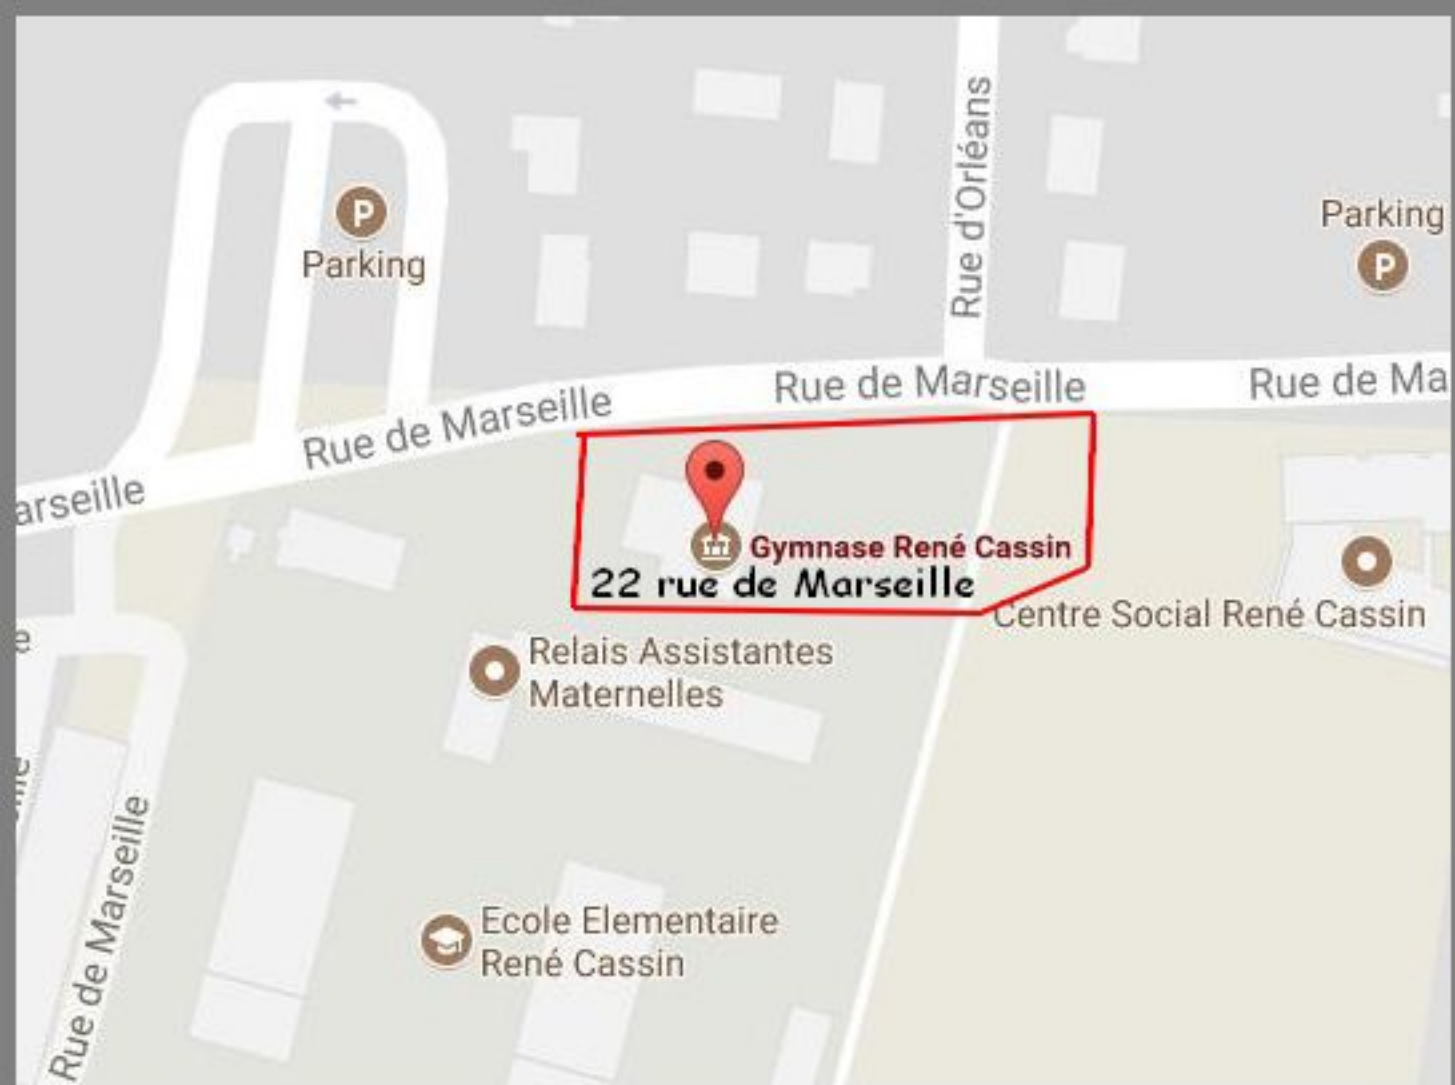 Rue d'Orléans
P
Parking
Parking
P
Rue de Marseille
Rue de Ma
Rue de Marseille
arseille
Gymnase René Cassin
22 rue de Marseille
Centre Social René Cassin
Relais Assistantes
Maternelles
Ecole Elementaire
René Cassin
Rue de Marseille